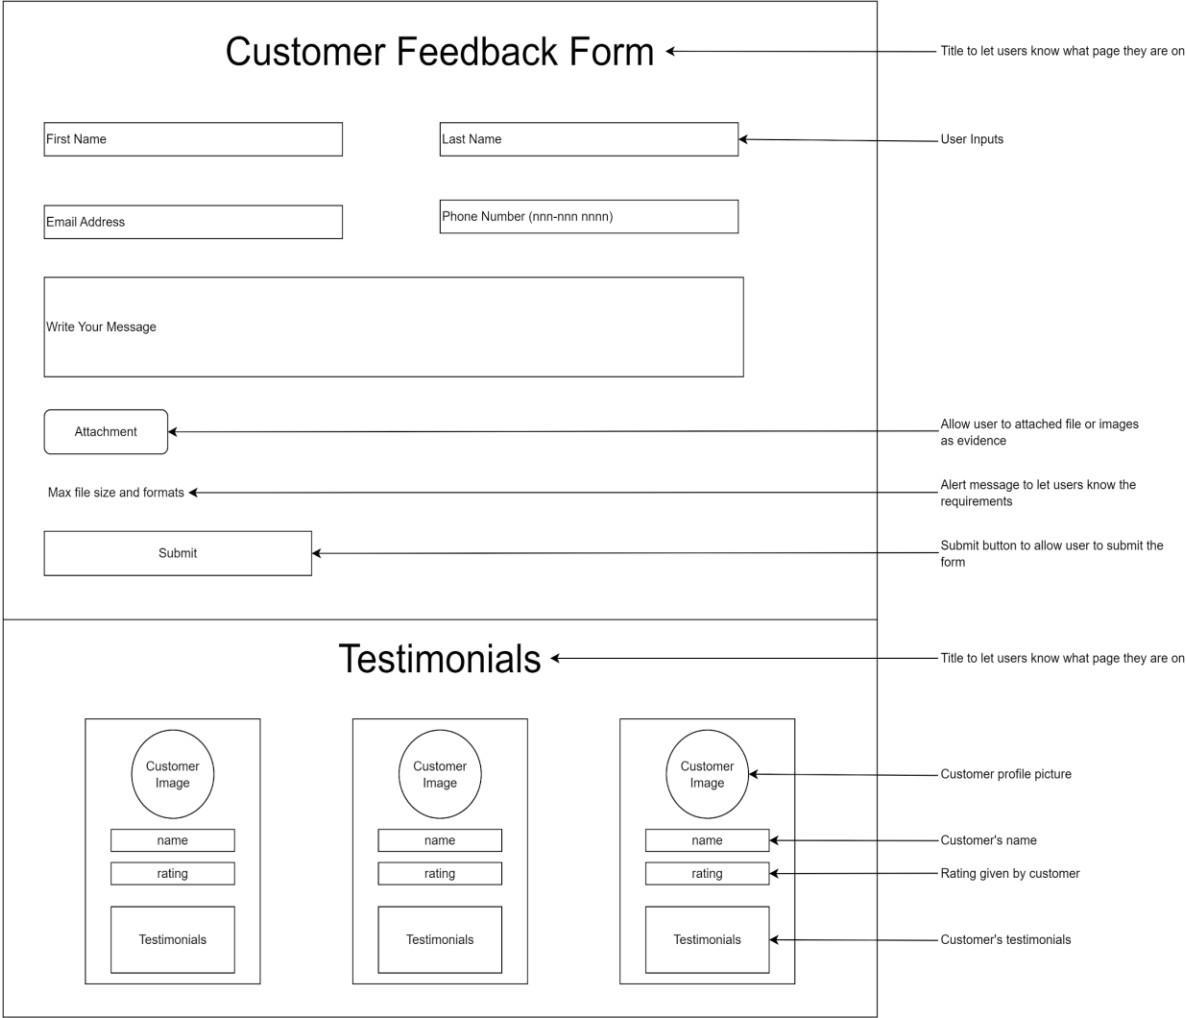 Customer Feedback Form
Title to let users know what page they are on
First Name
Last Name
User Inputs
Email Address
Phone Number (nnn-nnn nnnn)
Write Your Message
Attachment
Allow user to attached file or images
as evidence
Max file size and formats
Alert message to let users know the
requirements
Submit
Submit button to allow user to submit the
form
Testimonials
Title to let users know what page they are on
Customer
Image
Customer
Image
Customer
Image
Customer profile picture
name
name
name
Customer's name
rating
rating
rating
Rating given by customer
Testimonials
Testimonials
Testimonials
Customer's testimonials